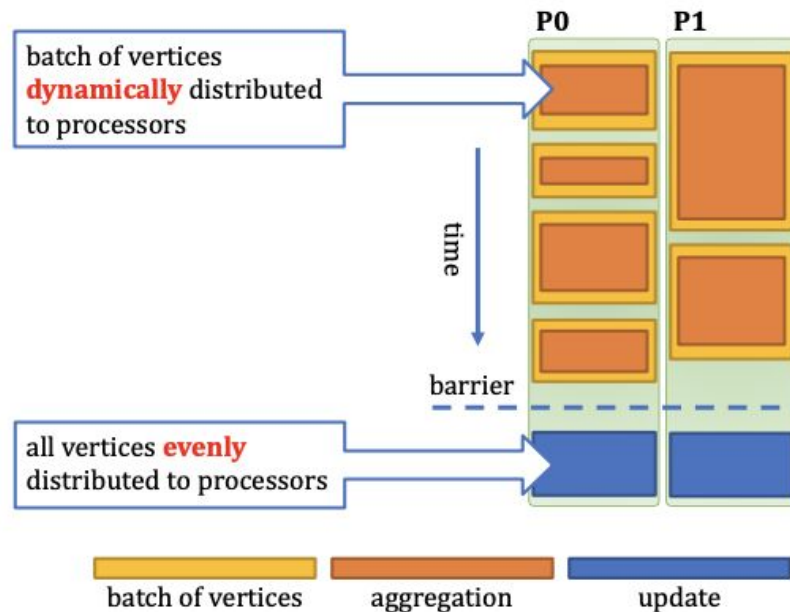 P0 P1
batch of vertices
dynamically distributed
to processors
time
barrier
all vertices evenly
distributed to processors
batch of vertices aggregation update